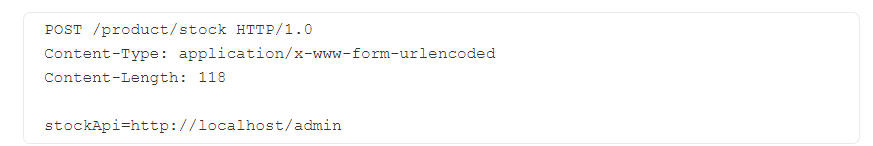 POST /product/stock HTTP/1.0
Content-Type: application/x-www-form-urlencoded
Content-Length: 118

stockApi=http://localhost/admin